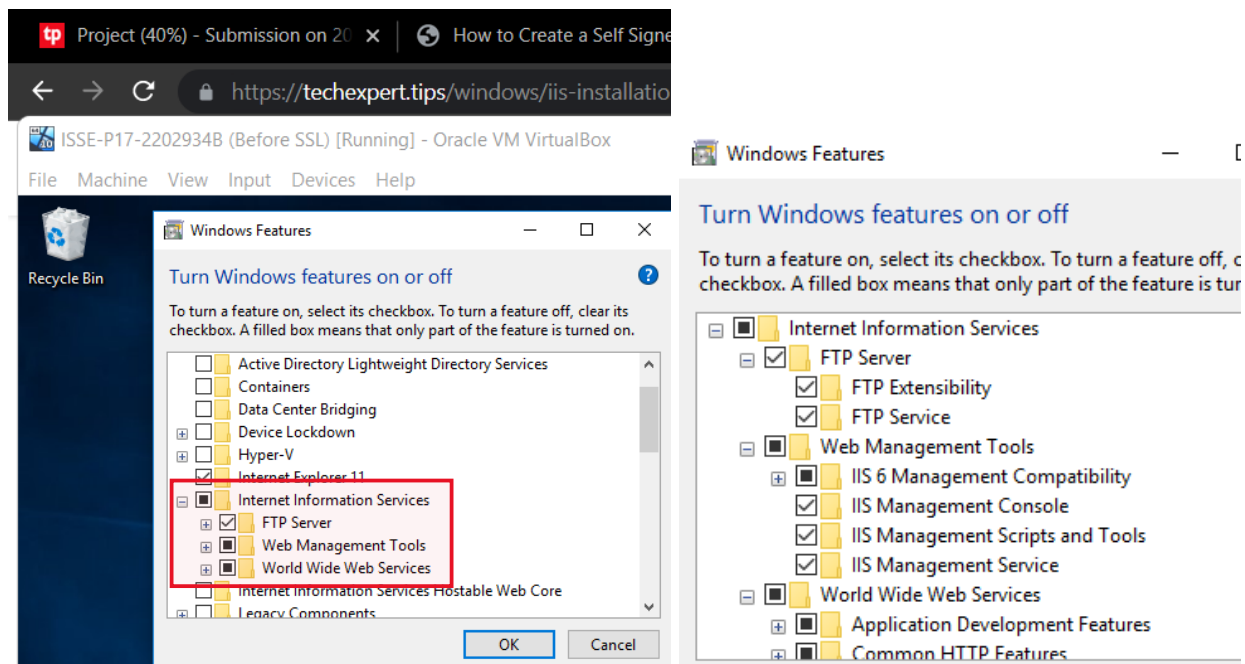 tp Project (40%) - Submission on 20
How to Create a Self Signe
https://techexpert.tips/windows/iis-installatio
ISSE-P17-2202934B (Before SSL) [Running] - Oracle VM VirtualBox
File Machine View Input Devices Help
Recycle Bin
Windows Features
Turn Windows features on or off
To turn a feature on, select its checkbox. To turn a feature off, clear its
checkbox. A filled box means that only part of the feature is turned on.
Active Directory Lightweight Directory Services
Containers
Data Center Bridging
Device Lockdown
Hyper-V
Internet Explorer 11
Internet Information Services
FTP Server
Web Management Tools
World Wide Web Services
Internet Information Services Hostable Web Core
Legacy Components
OK Cancel
Windows Features
Turn Windows features on or off
To turn a feature on, select its checkbox. To turn a feature off, c
checkbox. A filled box means that only part of the feature is tur
Internet Information Services
FTP Server
FTP Extensibility
FTP Service
Web Management Tools
IIS 6 Management Compatibility
IIS Management Console
IIS Management Scripts and Tools
IIS Management Service
World Wide Web Services
Application Development Features
Common HTTP Features